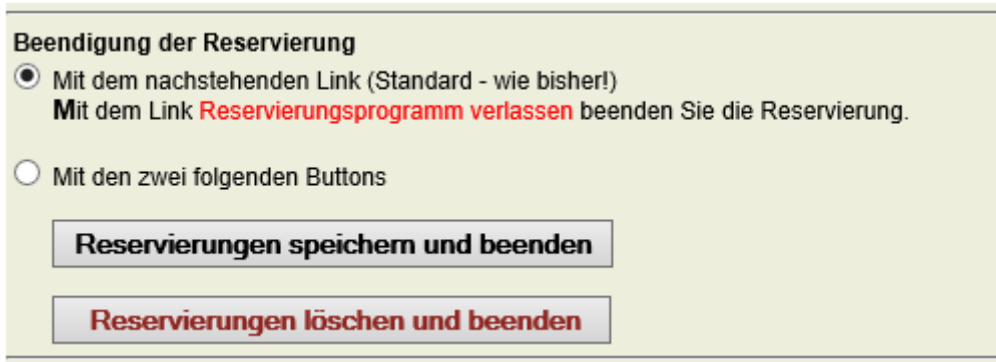 Beendigung der Reservierung
Mit dem nachstehenden Link (Standard - wie bisher!)
Mit dem Link Reservierungsprogramm verlassen beenden Sie die Reservierung.
Mit den zwei folgenden Buttons
Reservierungen speichern und beenden
Reservierungen löschen und beenden